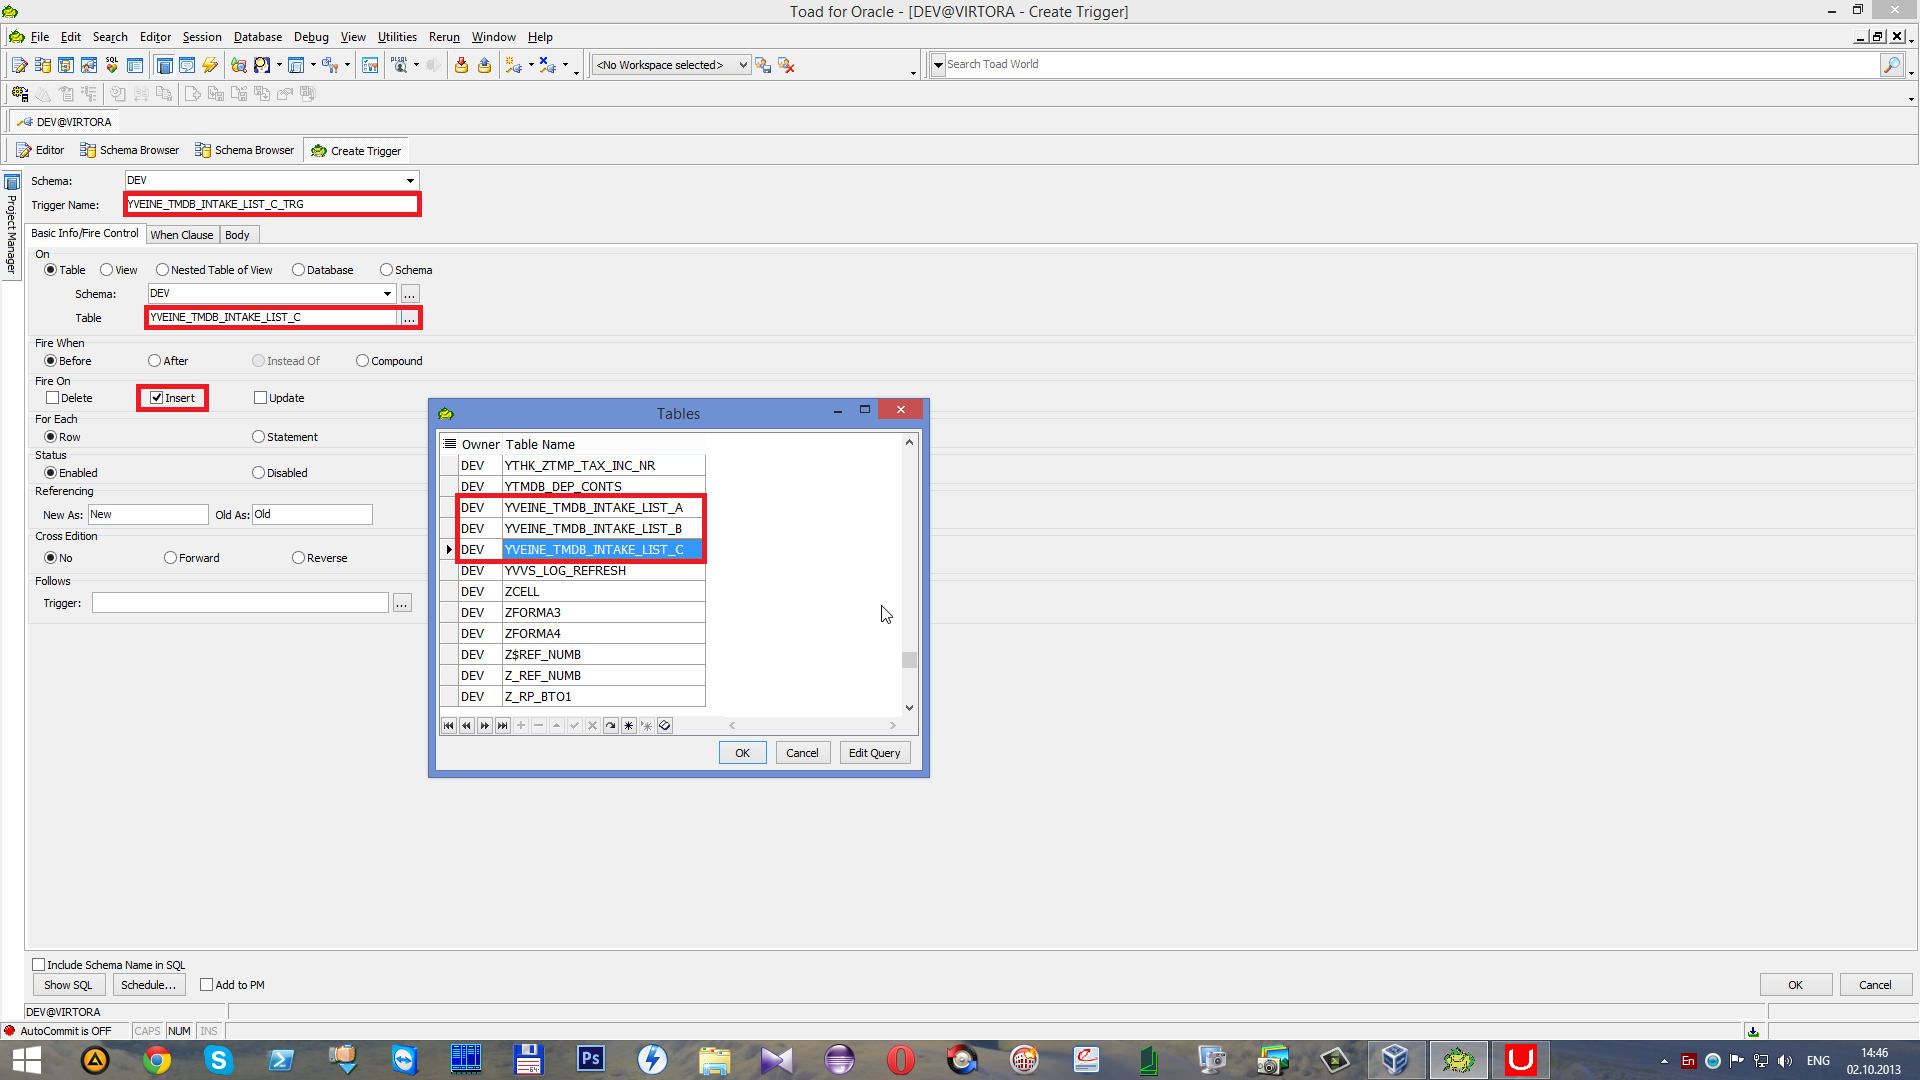 Toad for Oracle - [DEV@VIRTORA - Create Trigger]
File Edit Search Editor Session Database Debug View Utilities Rerun Window Help
SQL
<No Workspace selected>
Search Toad World
DEV@VIRTORA
Editor Schema Browser Schema Browser Create Trigger
Project Manager
Schema: DEV
Trigger Name: YVEINE_TMDB_INTAKE_LIST_C_TRG
Basic Info/Fire Control When Clause Body
On
Table View Nested Table of View Database Schema
Schema: DEV ...
Table YVEINE_TMDB_INTAKE_LIST_C ...
Fire When
Before After Instead Of Compound
Fire On
Delete Insert Update
For Each
Row Statement
Status
Enabled Disabled
Referencing
New As: New Old As: Old
Cross Edition
No Forward Reverse
Follows
Trigger: ...
Tables
Owner Table Name
DEV YTHK_ZTMP_TAX_INC_NR
DEV YTMDB_DEP_CONTS
DEV YVEINE_TMDB_INTAKE_LIST_A
DEV YVEINE_TMDB_INTAKE_LIST_B
DEV YVEINE_TMDB_INTAKE_LIST_C
DEV YVVS_LOG_REFRESH
DEV ZCELL
DEV ZFORMA3
DEV ZFORMA4
DEV Z$REF_NUMB
DEV Z_REF_NUMB
DEV Z_RP_BTO1
OK Cancel Edit Query
Include Schema Name in SQL
Show SQL Schedule... Add to PM OK Cancel
DEV@VIRTORA
AutoCommit is OFF CAPS NUM INS
64 Ps En ENG 14:46
02.10.2013